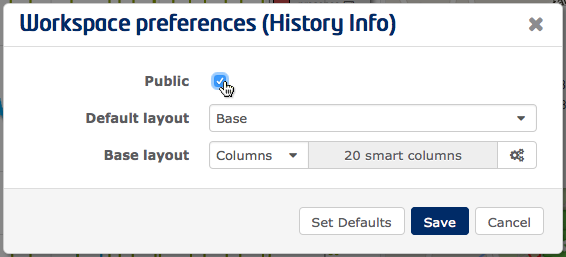 Workspace preferences (History Info)
Public
Default layout Base
Base layout Columns 20 smart columns
Set Defaults Save Cancel